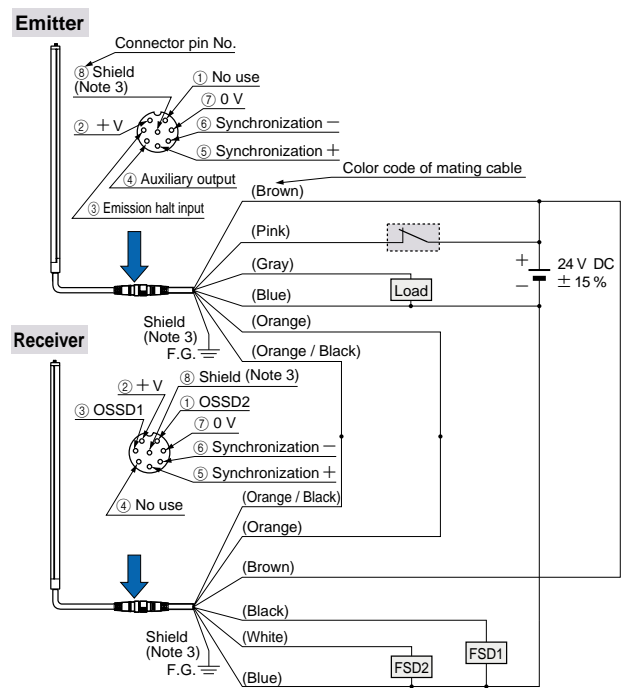 Emitter
Connector pin No.
⑧ Shield
(Note 3)
① No use
⑦ 0 V
② +V
⑥ Synchronization −
⑤ Synchronization +
④ Auxiliary output
③ Emission halt input
Color code of mating cable
(Brown)
(Pink)
(Gray)
(Blue)
(Orange)
(Orange / Black)
Load
+
−
24 V DC
± 15 %
Shield
(Note 3)
F.G.
Receiver
② +V
⑧ Shield (Note 3)
③ OSSD1
① OSSD2
⑦ 0 V
⑥ Synchronization −
⑤ Synchronization +
④ No use
(Orange / Black)
(Orange)
(Brown)
(Black)
(White)
(Blue)
FSD2
FSD1
Shield
(Note 3)
F.G.